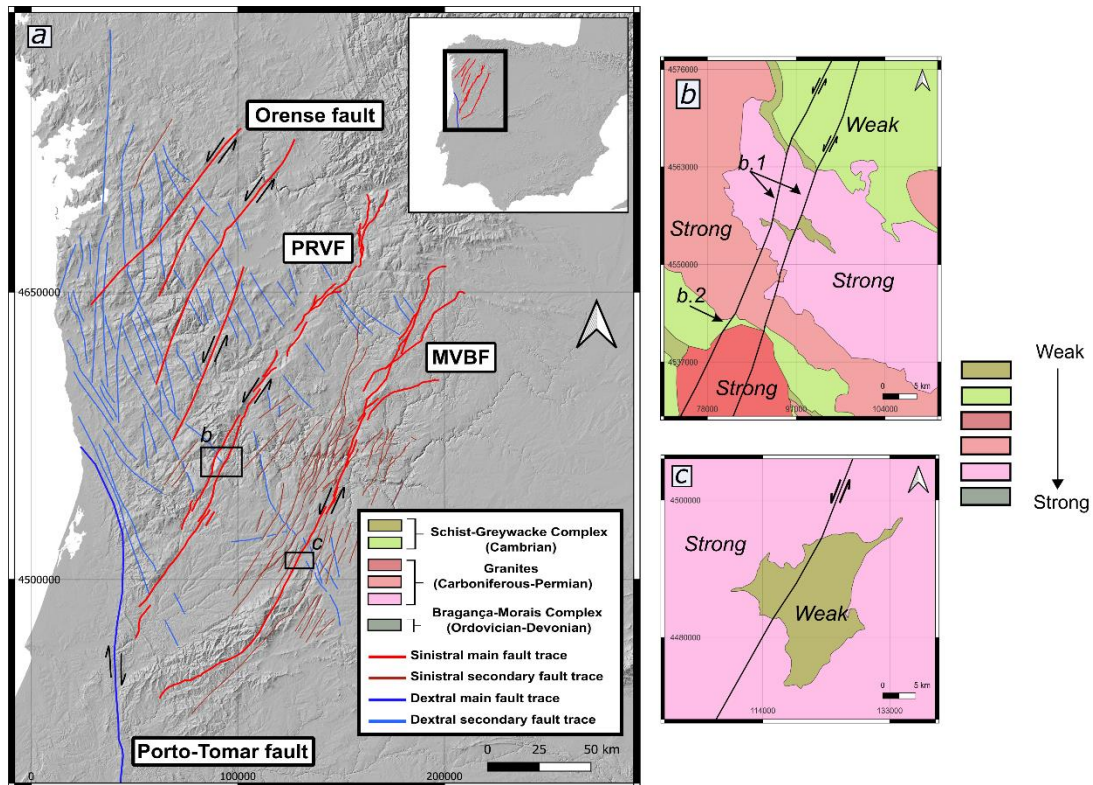 a
Orense fault
PRVF
MVBF
4650000
b
c
4500000
Schist-Greywacke Complex
(Cambrian)
Granites
(Carboniferous-Permian)
Bragança-Morais Complex
(Ordovician-Devonian)
Sinistral main fault trace
Sinistral secondary fault trace
Dextral main fault trace
Dextral secondary fault trace
Porto-Tomar fault
0 25 50 km
0 100000 200000
b
4576000
Weak
4563000
b.1
Strong
4550000
Strong
b.2
4537000
Strong
0 5 km
78000 97000 104000
c
4500000
Strong
Weak
4480000
0 5 km
114000 133000
Weak
Strong